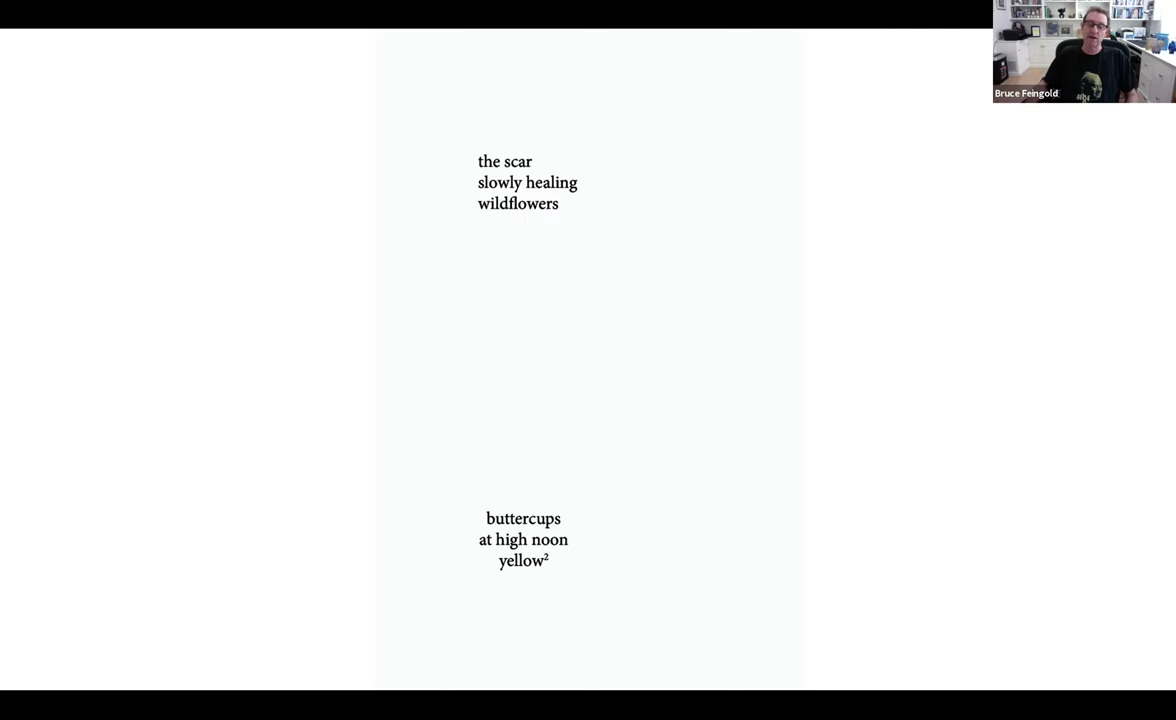 Bruce Feingold
the scar
slowly healing
wildflowers
buttercups
at high noon
yellow²